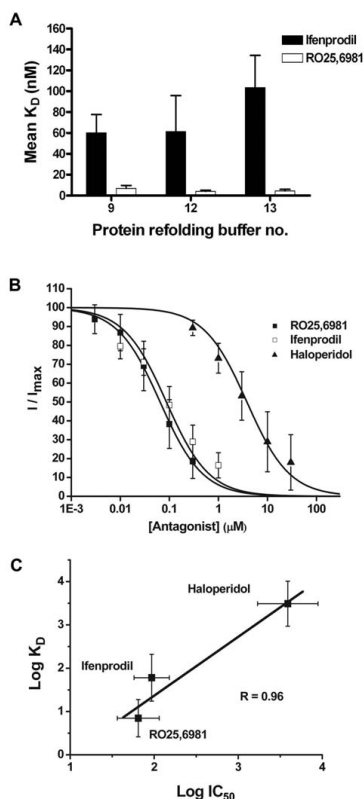 A
Ifenprodil
RO25,6981
Mean K_D (nM)
160
140
120
100
80
60
40
20
0
9 12 13
Protein refolding buffer no.
B
RO25,6981
Ifenprodil
Haloperidol
I / I_max
110
100
90
80
70
60
50
40
30
20
10
0
1E-3 0.01 0.1 1 10 100
[Antagonist] (μM)
C
Haloperidol
Ifenprodil
RO25,6981
R = 0.96
Log K_D
4
3
2
1
0
1 2 3 4
Log IC_50